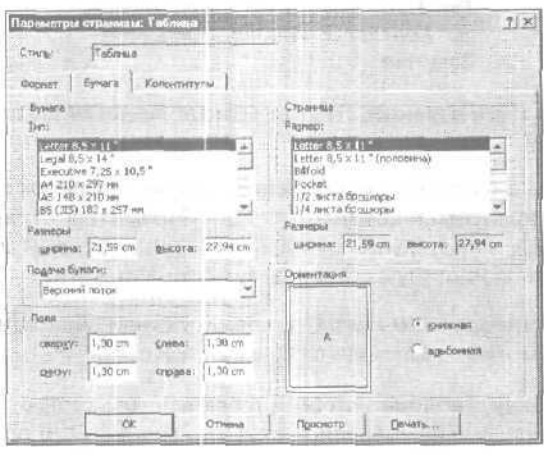 Параметры страницы: Таблица
Стиль: Таблица
Формат Бумага Колонтитулы
Бумага
Тип:
Letter 8,5 x 11 "
Legal 8,5 x 14 "
Executive 7,25 x 10,5 "
A4 210 x 297 мм
A5 148 x 210 мм
B5 (JIS) 182 x 257 мм
Размеры
ширина: 21,59 cm высота: 27,94 cm
Подача бумаги:
Верхний лоток
Поля
сверху: 1,30 cm слева: 1,30 cm
снизу: 1,30 cm справа: 1,30 cm
Страница
Размер:
Letter 8,5 x 11 "
Letter 8,5 x 11 " (половина)
Bifold
Pocket
1/2 листа брошюры
1/4 листа брошюры
Размеры
ширина: 21,59 cm высота: 27,94 cm
Ориентация
A
книжная
альбомная
OK Отмена Просмотр Печать...